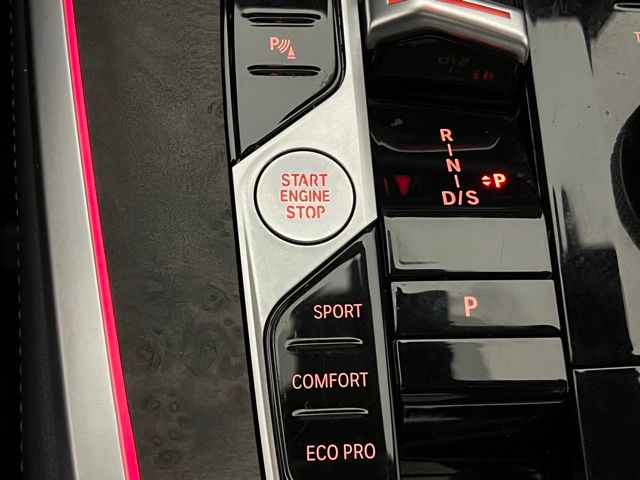 P
T
R
N
D/S
P
START
ENGINE
STOP
P
SPORT
COMFORT
ECO PRO